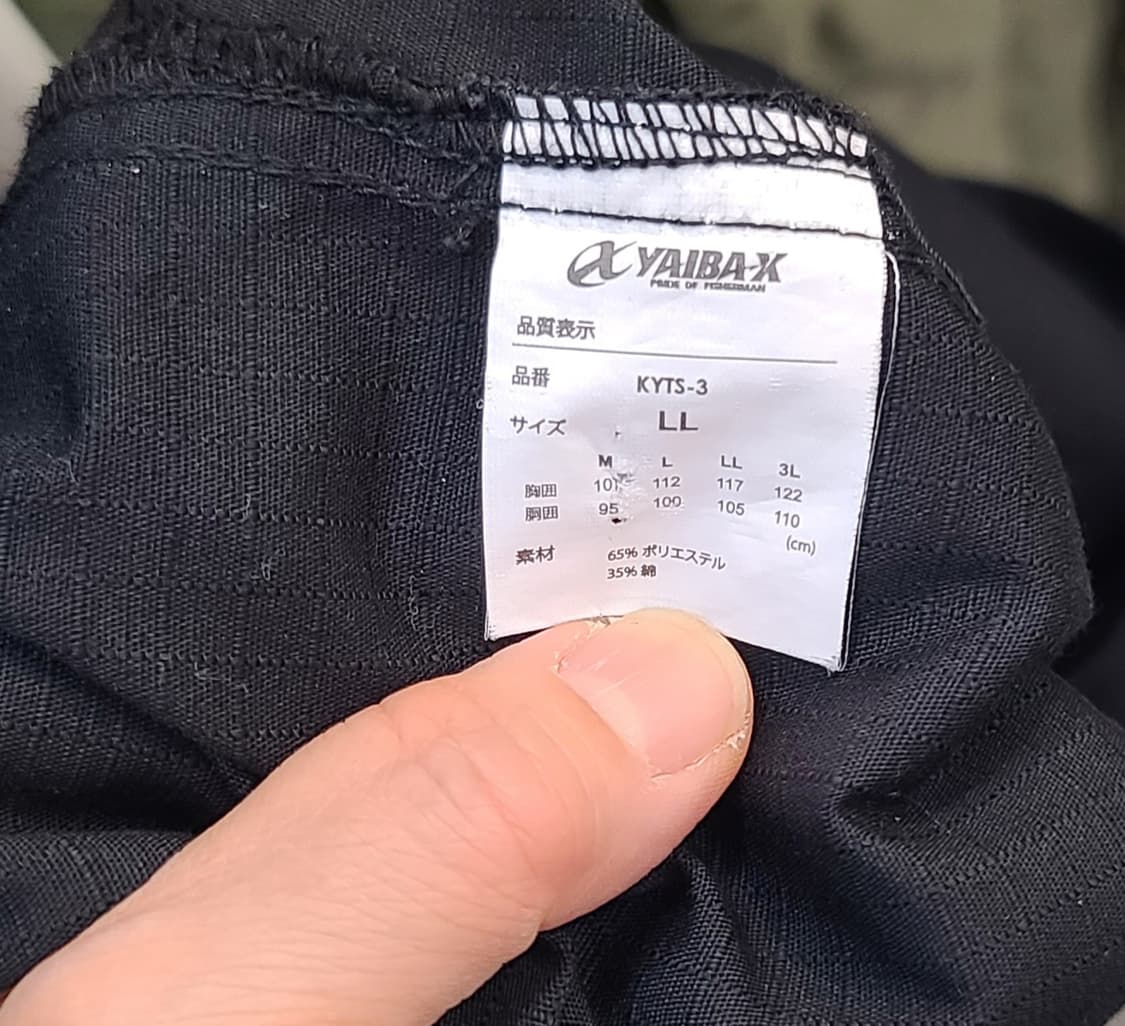 YAIBA-X
PRIDE OF FISHERMAN
品質表示
品番 KYTS-3
サイズ LL
M L LL 3L
胸囲 107 112 117 122
胴囲 95 100 105 110
(cm)
素材 65% ポリエステル
35% 綿